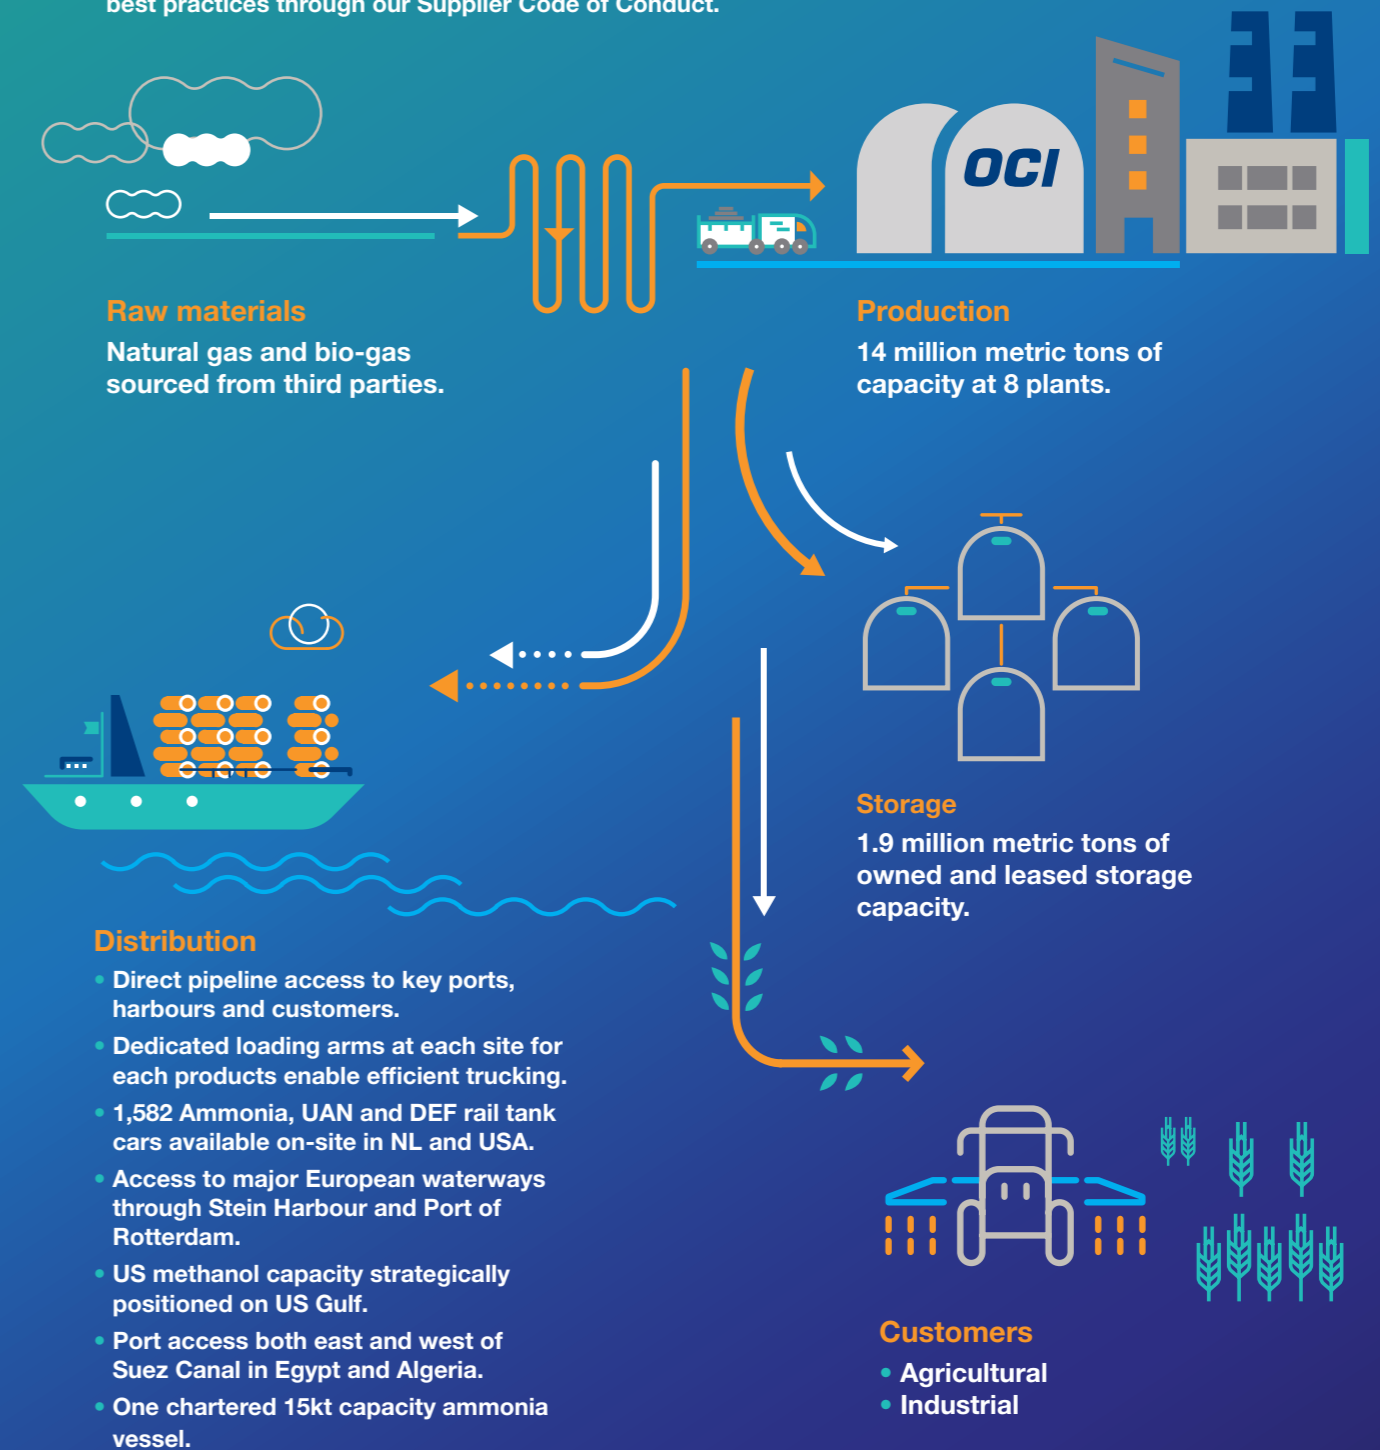 best practices through our Supplier Code of Conduct.
OCI
Raw materials
Natural gas and bio-gas
sourced from third parties.
Production
14 million metric tons of
capacity at 8 plants.
Storage
1.9 million metric tons of
owned and leased storage
capacity.
Distribution
• Direct pipeline access to key ports,
harbours and customers.
• Dedicated loading arms at each site for
each products enable efficient trucking.
• 1,582 Ammonia, UAN and DEF rail tank
cars available on-site in NL and USA.
• Access to major European waterways
through Stein Harbour and Port of
Rotterdam.
• US methanol capacity strategically
positioned on US Gulf.
• Port access both east and west of
Suez Canal in Egypt and Algeria.
• One chartered 15kt capacity ammonia
vessel.
Customers
• Agricultural
• Industrial